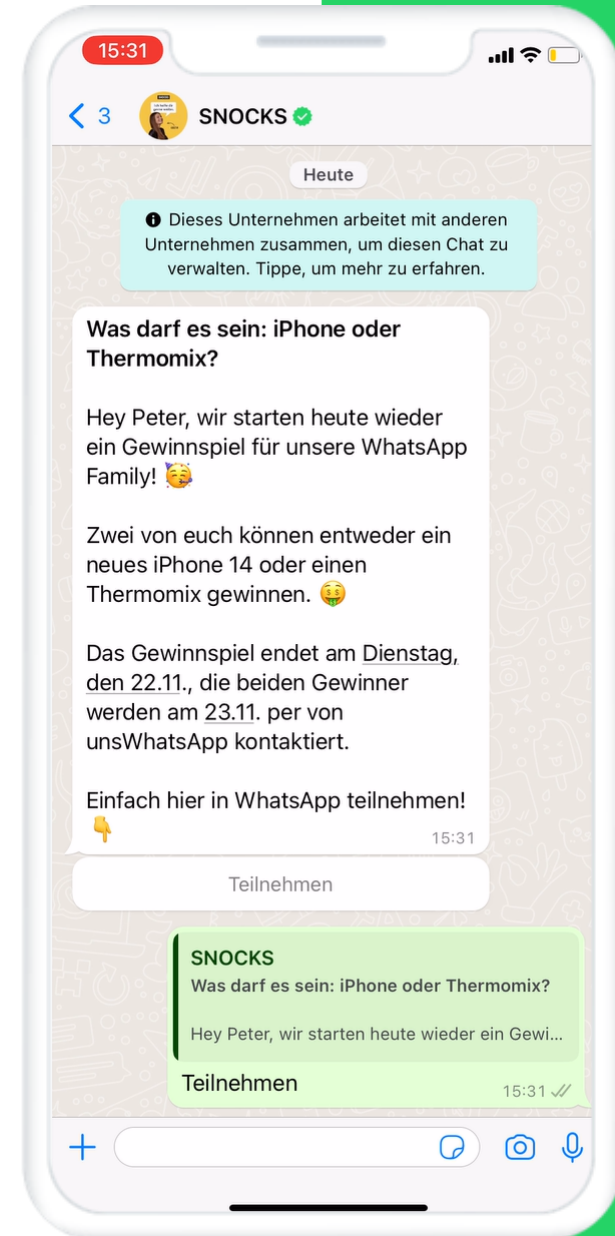 15:31
3
SNOCKS
Heute
Dieses Unternehmen arbeitet mit anderen
Unternehmen zusammen, um diesen Chat zu
verwalten. Tippe, um mehr zu erfahren.
Was darf es sein: iPhone oder
Thermomix?
Hey Peter, wir starten heute wieder
ein Gewinnspiel für unsere WhatsApp
Family! 🥳
Zwei von euch können entweder ein
neues iPhone 14 oder einen
Thermomix gewinnen. 🤑
Das Gewinnspiel endet am Dienstag,
den 22.11., die beiden Gewinner
werden am 23.11. per von
unsWhatsApp kontaktiert.
Einfach hier in WhatsApp teilnehmen!
👇
15:31
Teilnehmen
SNOCKS
Was darf es sein: iPhone oder Thermomix?
Hey Peter, wir starten heute wieder ein Gewi...
Teilnehmen
15:31